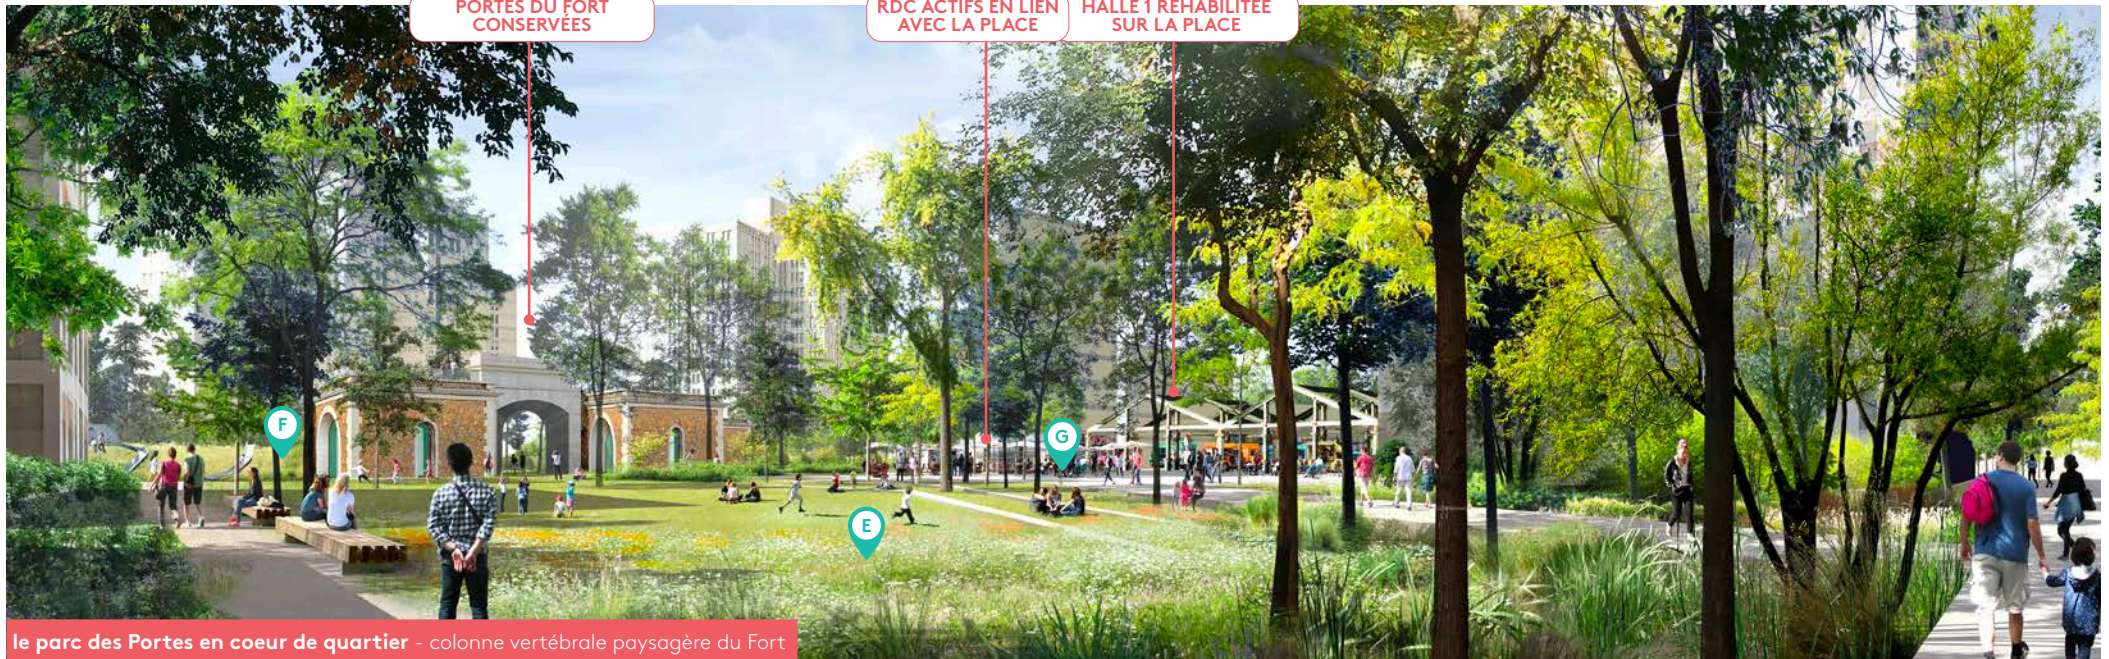 PORTES DU FORT
CONSERVÉES
RDC ACTIFS EN LIEN
AVEC LA PLACE
HALLE 1 RÉHABILITÉE
SUR LA PLACE
F
G
E
le parc des Portes en coeur de quartier - colonne vertébrale paysagère du Fort